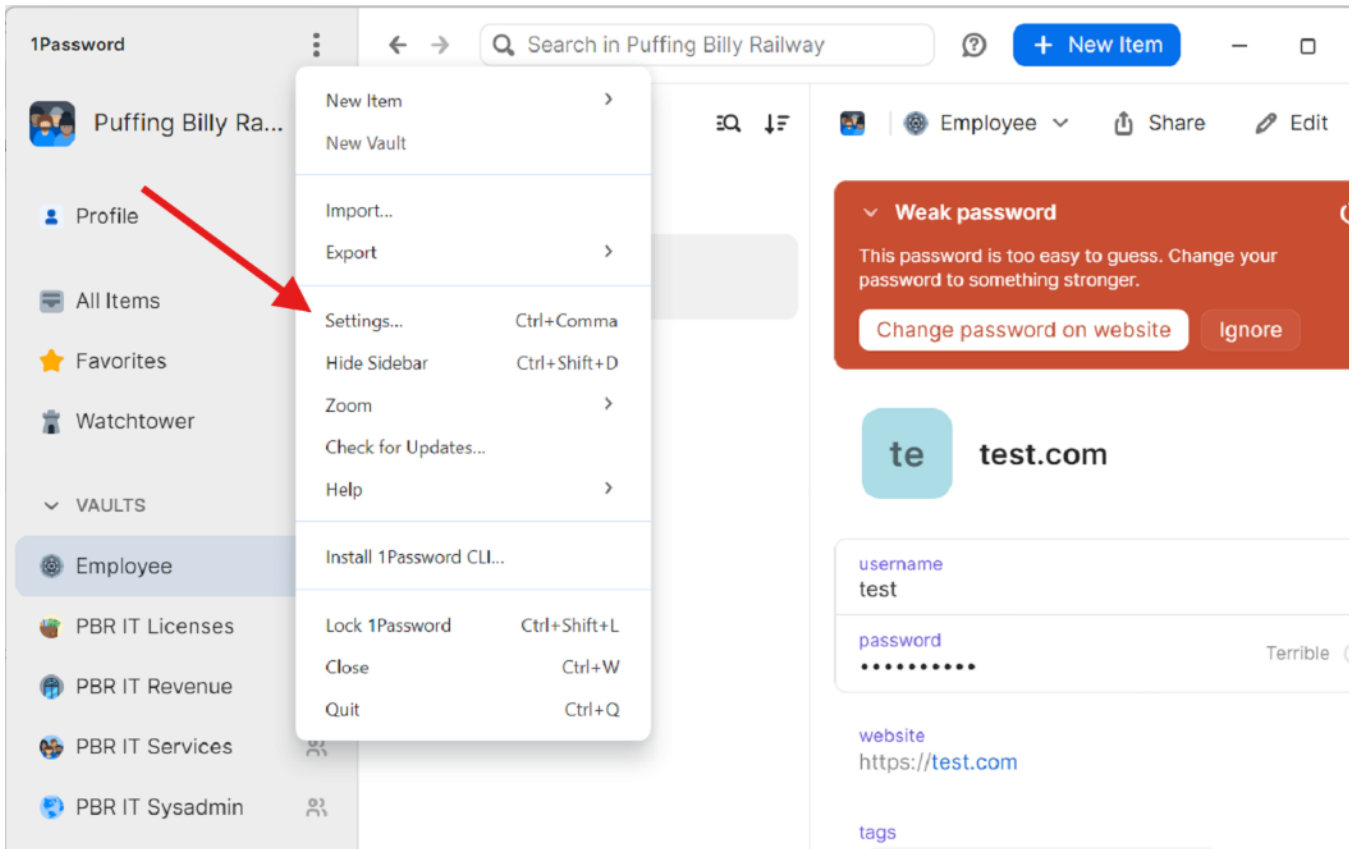 1Password
Search in Puffing Billy Railway
+ New Item
Puffing Billy Ra...
Profile
All Items
Favorites
Watchtower
VAULTS
Employee
PBR IT Licenses
PBR IT Revenue
PBR IT Services
PBR IT Sysadmin
New Item
New Vault
Import...
Export
Settings... Ctrl+Comma
Hide Sidebar Ctrl+Shift+D
Zoom
Check for Updates...
Help
Install 1Password CLI...
Lock 1Password Ctrl+Shift+L
Close Ctrl+W
Quit Ctrl+Q
Employee Share Edit
Weak password
This password is too easy to guess. Change your
password to something stronger.
Change password on website Ignore
te test.com
username
test
password
•••••••••• Terrible
website
https://test.com
tags